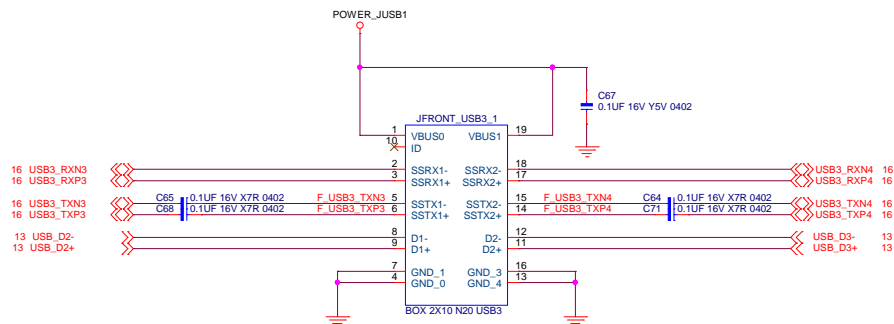 POWER_JUSB1
C67
0.1UF 16V Y5V 0402
JFRONT_USB3_1
1 VBUS0 VBUS1 19
10 ID
16 USB3_RXN3 2 SSRX1- SSRX2- 18 USB3_RXN4 16
16 USB3_RXP3 3 SSRX1+ SSRX2+ 17 USB3_RXP4 16
16 USB3_TXN3 C65 0.1UF 16V X7R 0402 F_USB3_TXN3 5 SSTX1- SSTX2- 15 F_USB3_TXN4 C64 0.1UF 16V X7R 0402 USB3_TXN4 16
16 USB3_TXP3 C68 0.1UF 16V X7R 0402 F_USB3_TXP3 6 SSTX1+ SSTX2+ 14 F_USB3_TXP4 C71 0.1UF 16V X7R 0402 USB3_TXP4 16
13 USB_D2- 8 D1- D2- 12 USB_D3- 13
13 USB_D2+ 9 D1+ D2+ 11 USB_D3+ 13
7 GND_1 GND_3 16
4 GND_0 GND_4 13
BOX 2X10 N20 USB3